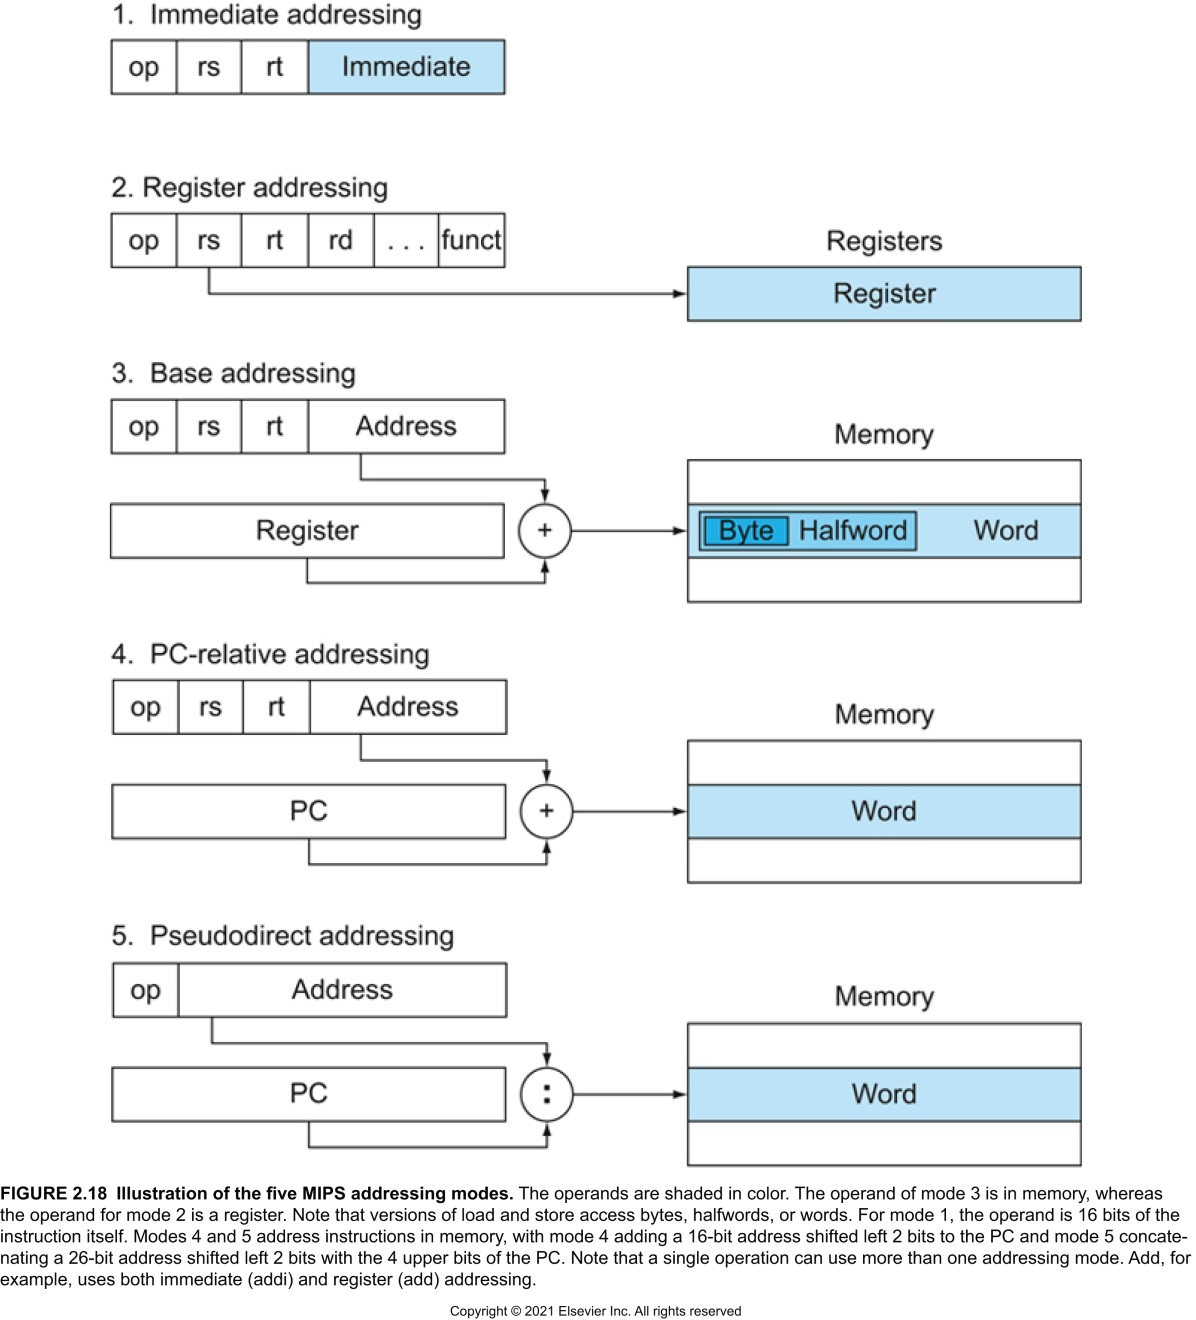 1. Immediate addressing
op rs rt Immediate
2. Register addressing
op rs rt rd ... funct
Registers
Register
3. Base addressing
op rs rt Address
Memory
Register + Byte Halfword Word
4. PC-relative addressing
op rs rt Address
Memory
PC + Word
5. Pseudodirect addressing
op Address
Memory
PC : Word
FIGURE 2.18 Illustration of the five MIPS addressing modes. The operands are shaded in color. The operand of mode 3 is in memory, whereas
the operand for mode 2 is a register. Note that versions of load and store access bytes, halfwords, or words. For mode 1, the operand is 16 bits of the
instruction itself. Modes 4 and 5 address instructions in memory, with mode 4 adding a 16-bit address shifted left 2 bits to the PC and mode 5 concate-
nating a 26-bit address shifted left 2 bits with the 4 upper bits of the PC. Note that a single operation can use more than one addressing mode. Add, for
example, uses both immediate (addi) and register (add) addressing.
Copyright © 2021 Elsevier Inc. All rights reserved